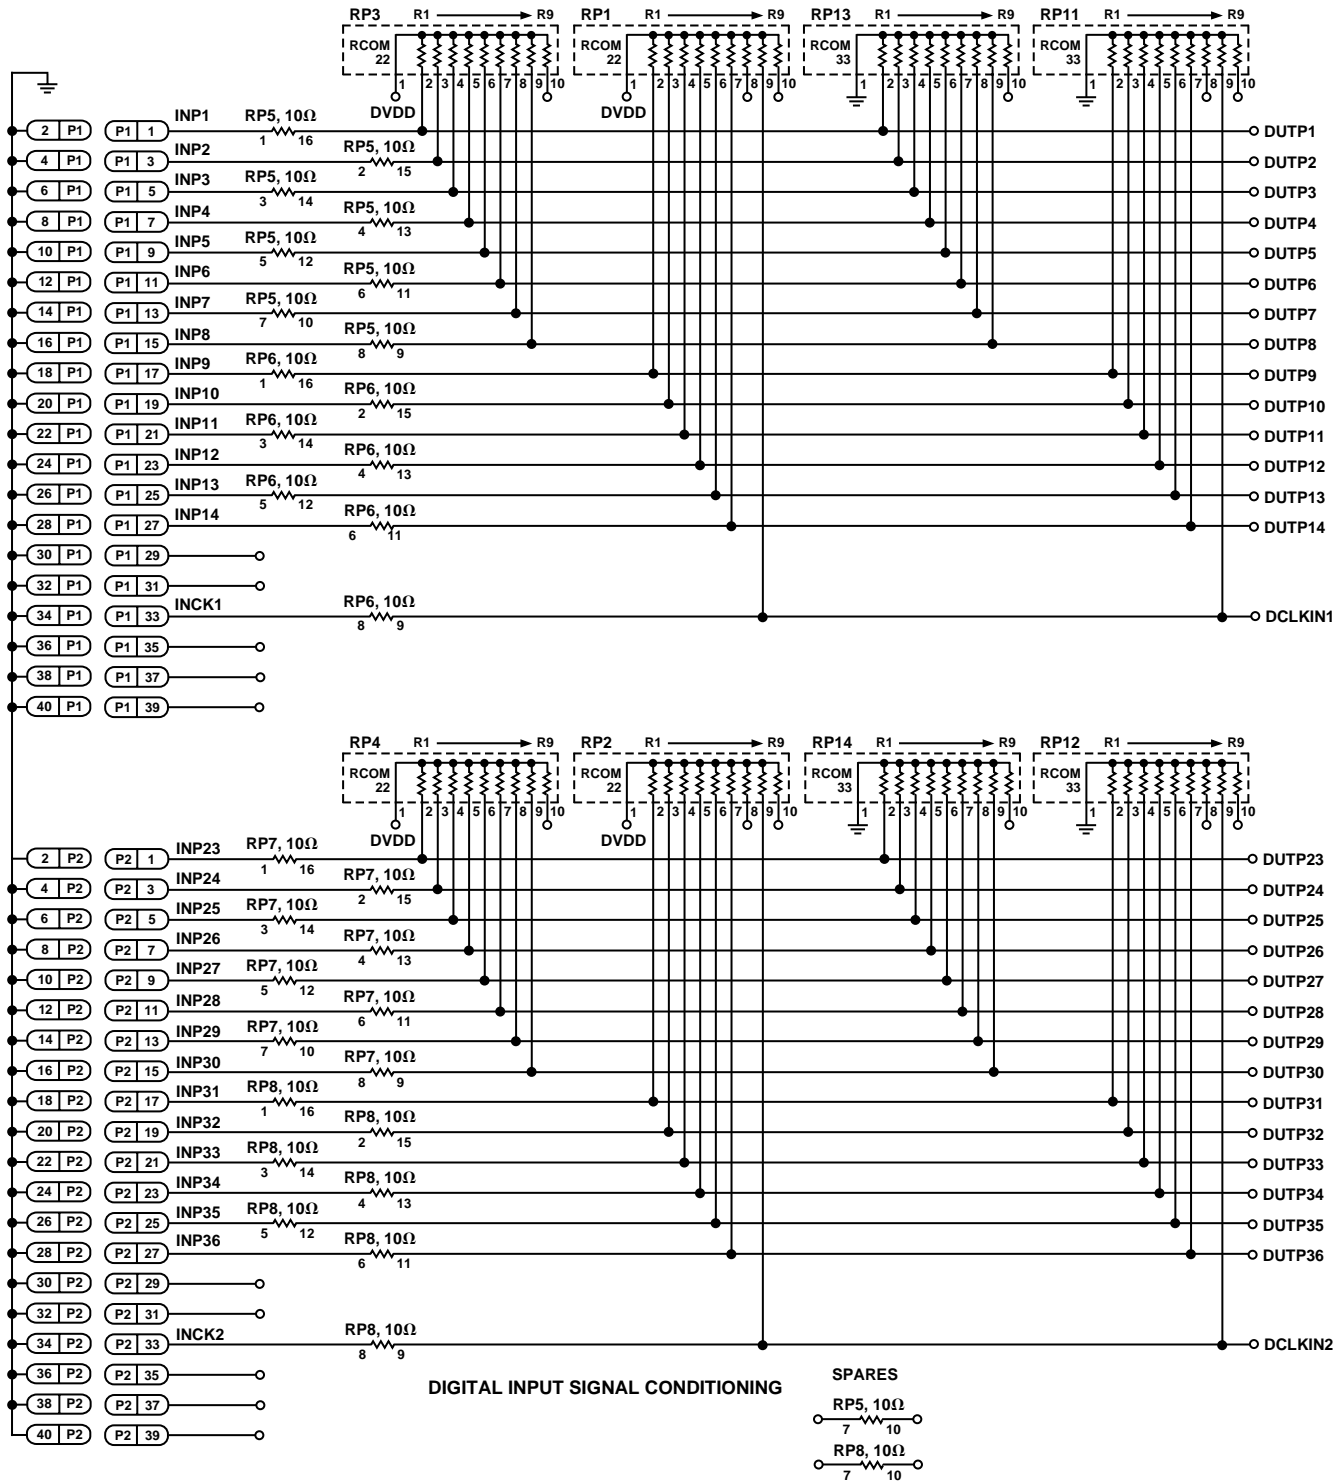 RP3 R1 R9 RP1 R1 R9 RP13 R1 R9 RP11 R1 R9
RCOM 22 RCOM 22 RCOM 33 RCOM 33
1 2 3 4 5 6 7 8 9 10 1 2 3 4 5 6 7 8 9 10 1 2 3 4 5 6 7 8 9 10 1 2 3 4 5 6 7 8 9 10
DVDD DVDD
2 P1 P1 1 INP1 RP5, 10Ω 1 16 DUTP1
4 P1 P1 3 INP2 RP5, 10Ω 2 15 DUTP2
6 P1 P1 5 INP3 RP5, 10Ω 3 14 DUTP3
8 P1 P1 7 INP4 RP5, 10Ω 4 13 DUTP4
10 P1 P1 9 INP5 RP5, 10Ω 5 12 DUTP5
12 P1 P1 11 INP6 RP5, 10Ω 6 11 DUTP6
14 P1 P1 13 INP7 RP5, 10Ω 7 10 DUTP7
16 P1 P1 15 INP8 RP5, 10Ω 8 9 DUTP8
18 P1 P1 17 INP9 RP6, 10Ω 1 16 DUTP9
20 P1 P1 19 INP10 RP6, 10Ω 2 15 DUTP10
22 P1 P1 21 INP11 RP6, 10Ω 3 14 DUTP11
24 P1 P1 23 INP12 RP6, 10Ω 4 13 DUTP12
26 P1 P1 25 INP13 RP6, 10Ω 5 12 DUTP13
28 P1 P1 27 INP14 RP6, 10Ω 6 11 DUTP14
30 P1 P1 29
32 P1 P1 31
34 P1 P1 33 INCK1 RP6, 10Ω 8 9 DCLKIN1
36 P1 P1 35
38 P1 P1 37
40 P1 P1 39
RP4 R1 R9 RP2 R1 R9 RP14 R1 R9 RP12 R1 R9
RCOM 22 RCOM 22 RCOM 33 RCOM 33
1 2 3 4 5 6 7 8 9 10 1 2 3 4 5 6 7 8 9 10 1 2 3 4 5 6 7 8 9 10 1 2 3 4 5 6 7 8 9 10
DVDD DVDD
2 P2 P2 1 INP23 RP7, 10Ω 1 16 DUTP23
4 P2 P2 3 INP24 RP7, 10Ω 2 15 DUTP24
6 P2 P2 5 INP25 RP7, 10Ω 3 14 DUTP25
8 P2 P2 7 INP26 RP7, 10Ω 4 13 DUTP26
10 P2 P2 9 INP27 RP7, 10Ω 5 12 DUTP27
12 P2 P2 11 INP28 RP7, 10Ω 6 11 DUTP28
14 P2 P2 13 INP29 RP7, 10Ω 7 10 DUTP29
16 P2 P2 15 INP30 RP7, 10Ω 8 9 DUTP30
18 P2 P2 17 INP31 RP8, 10Ω 1 16 DUTP31
20 P2 P2 19 INP32 RP8, 10Ω 2 15 DUTP32
22 P2 P2 21 INP33 RP8, 10Ω 3 14 DUTP33
24 P2 P2 23 INP34 RP8, 10Ω 4 13 DUTP34
26 P2 P2 25 INP35 RP8, 10Ω 5 12 DUTP35
28 P2 P2 27 INP36 RP8, 10Ω 6 11 DUTP36
30 P2 P2 29
32 P2 P2 31
34 P2 P2 33 INCK2 RP8, 10Ω 8 9 DCLKIN2
36 P2 P2 35
38 P2 P2 37
40 P2 P2 39
DIGITAL INPUT SIGNAL CONDITIONING
SPARES
RP5, 10Ω
7 10
RP8, 10Ω
7 10